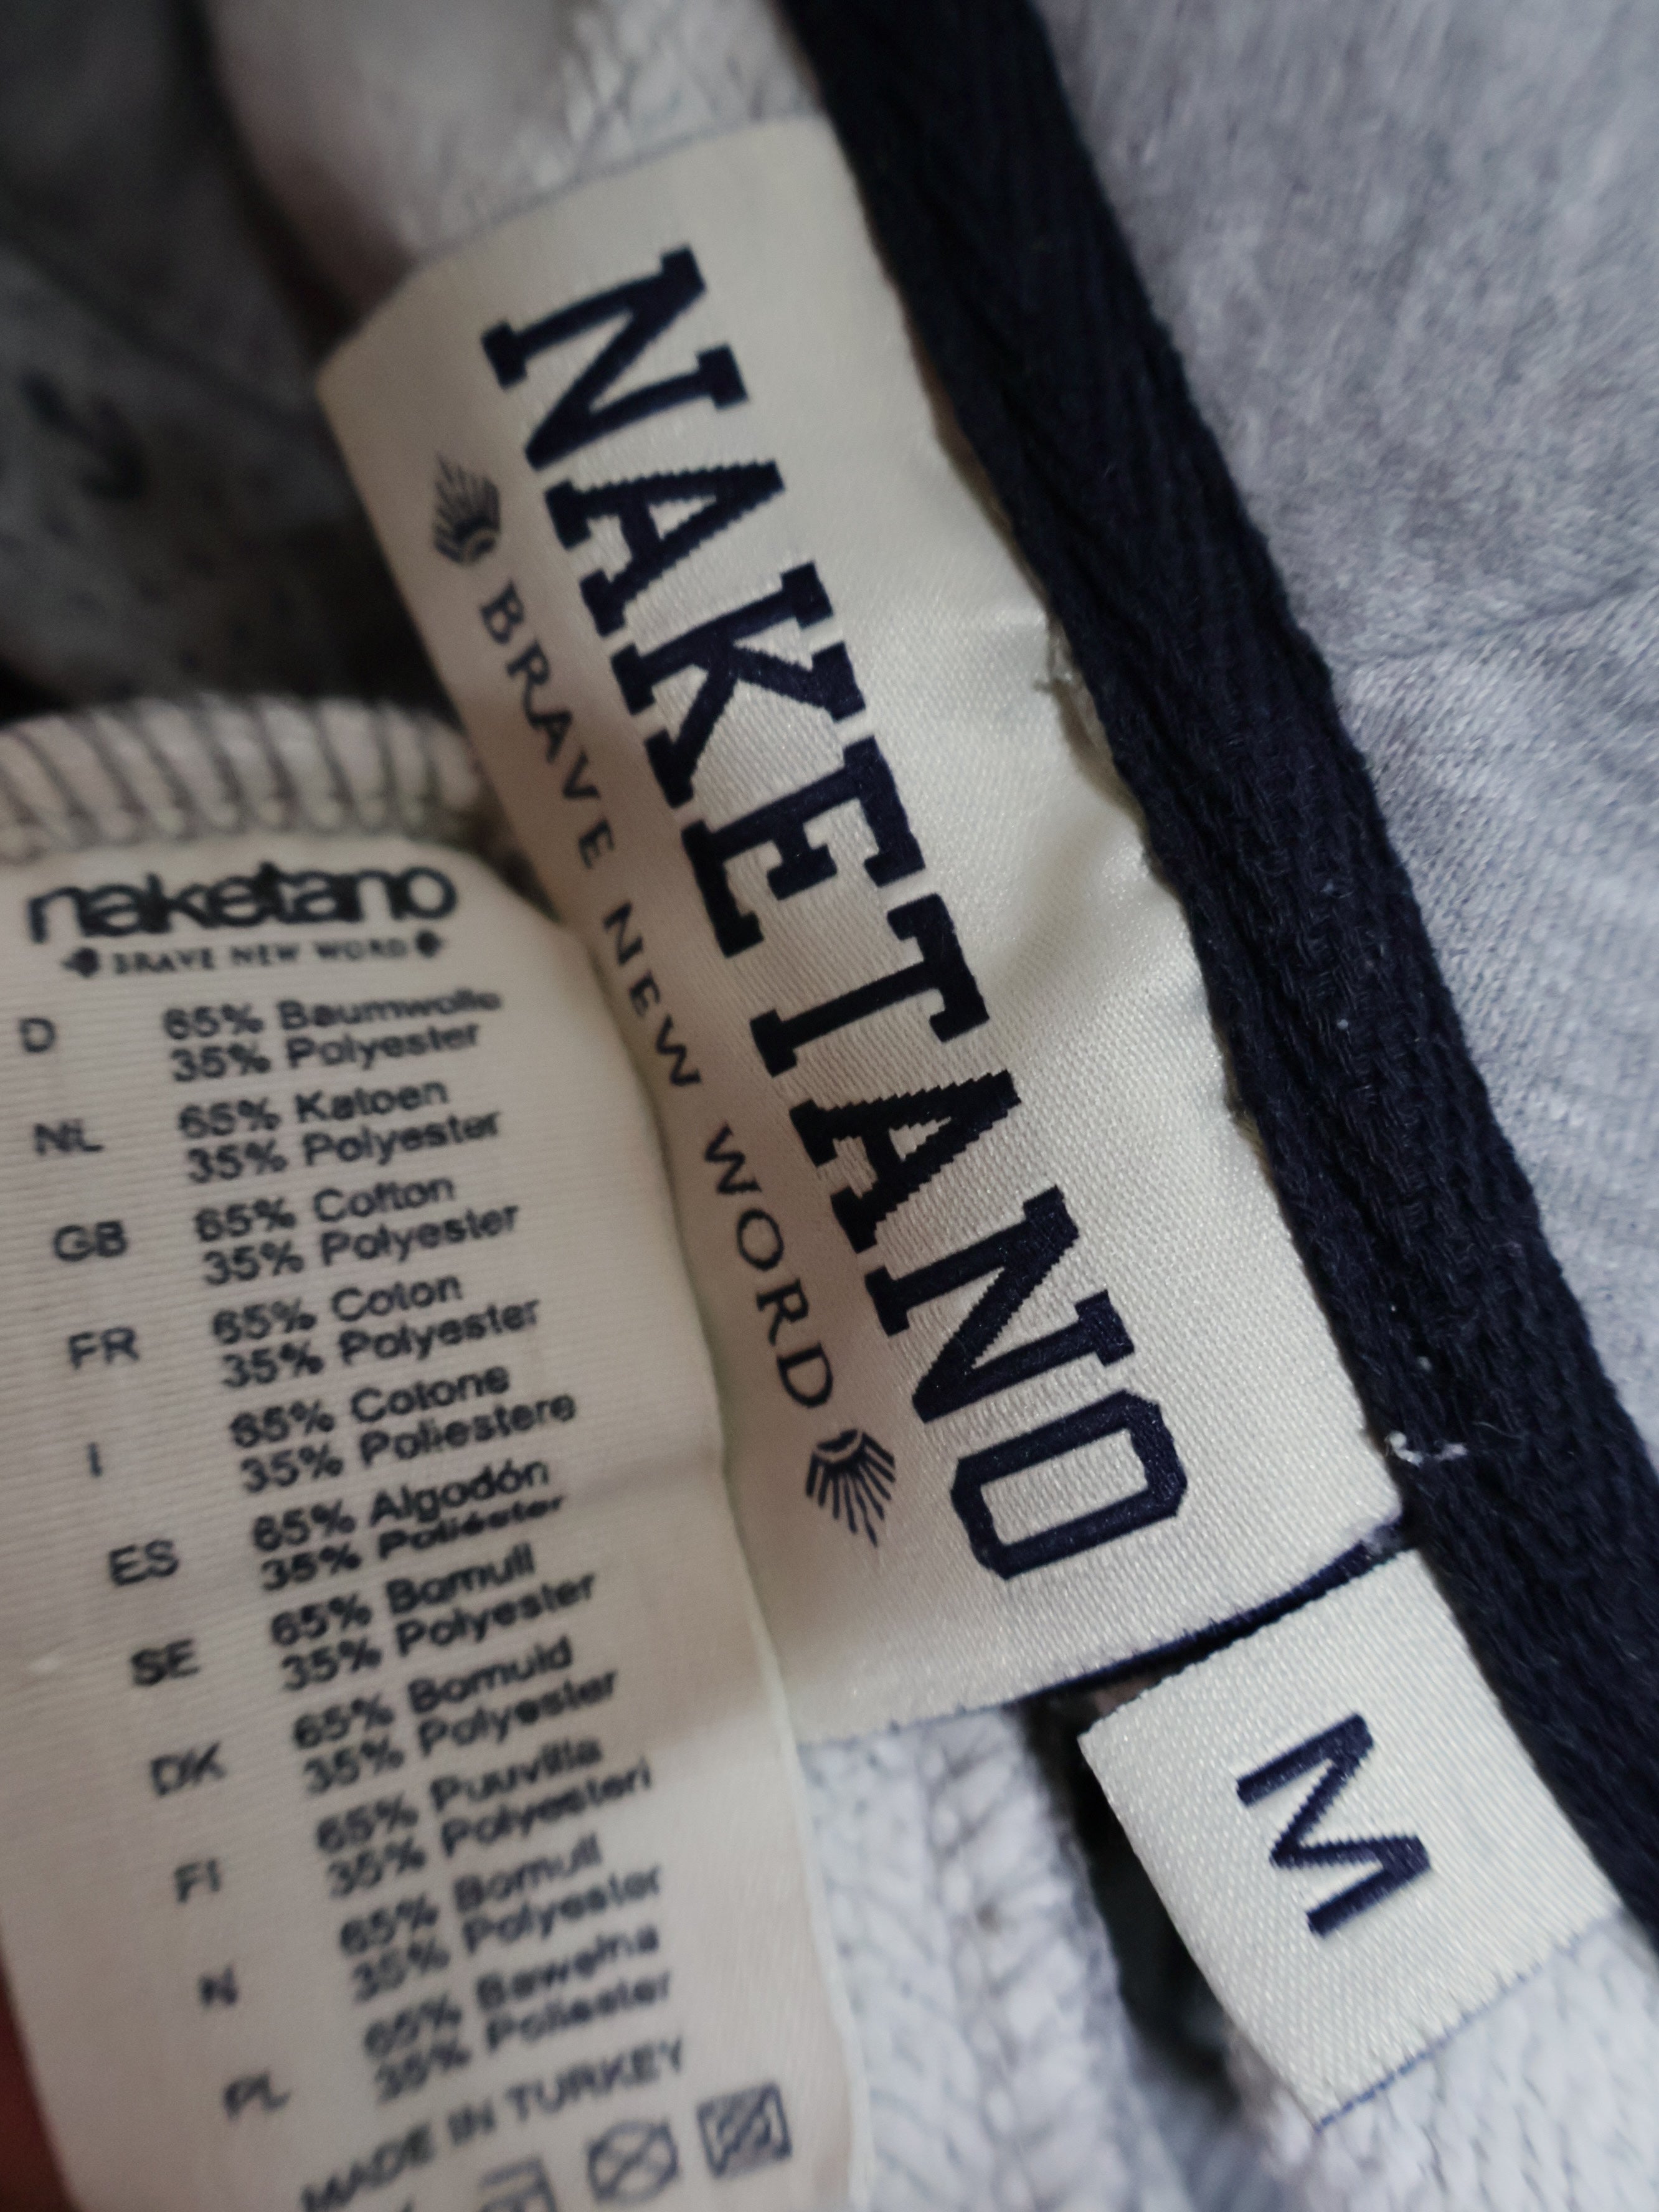 NAKETANO
BRAVE NEW WORD
M
naketano
BRAVE NEW WORD
D 65% Baumwolle
35% Polyester
NL 65% Katoen
35% Polyester
GB 65% Cotton
35% Polyester
FR 65% Coton
35% Polyester
I 65% Cotone
35% Poliestere
ES 65% Algodón
35% Poliéster
SE 65% Bomull
35% Polyester
DK 65% Bomuld
35% Polyester
FI 65% Puuvilla
35% Polyesteri
N 65% Bomull
35% Polyester
PL 65% Bawełna
35% Poliester
MADE IN TURKEY